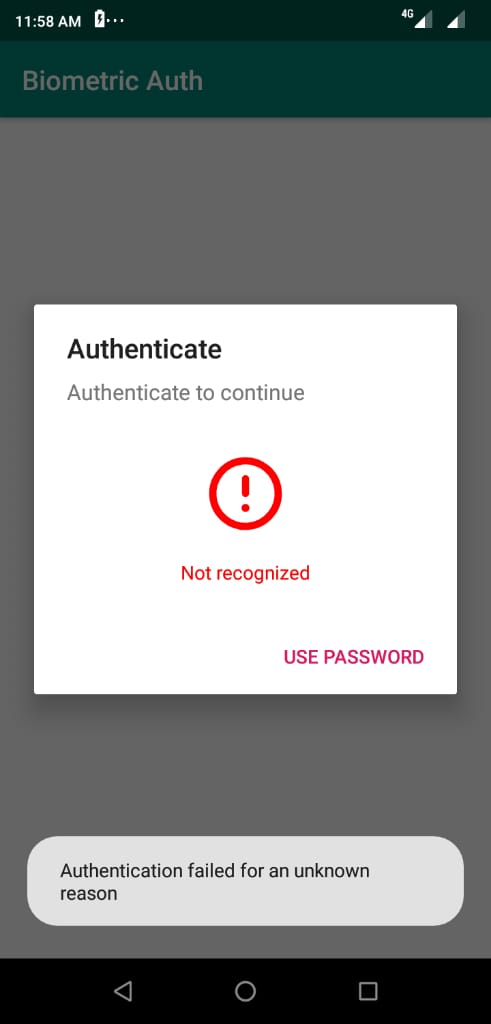 11:58 AM
4G
Biometric Auth
Authenticate
Authenticate to continue
Not recognized
USE PASSWORD
Authentication failed for an unknown
reason